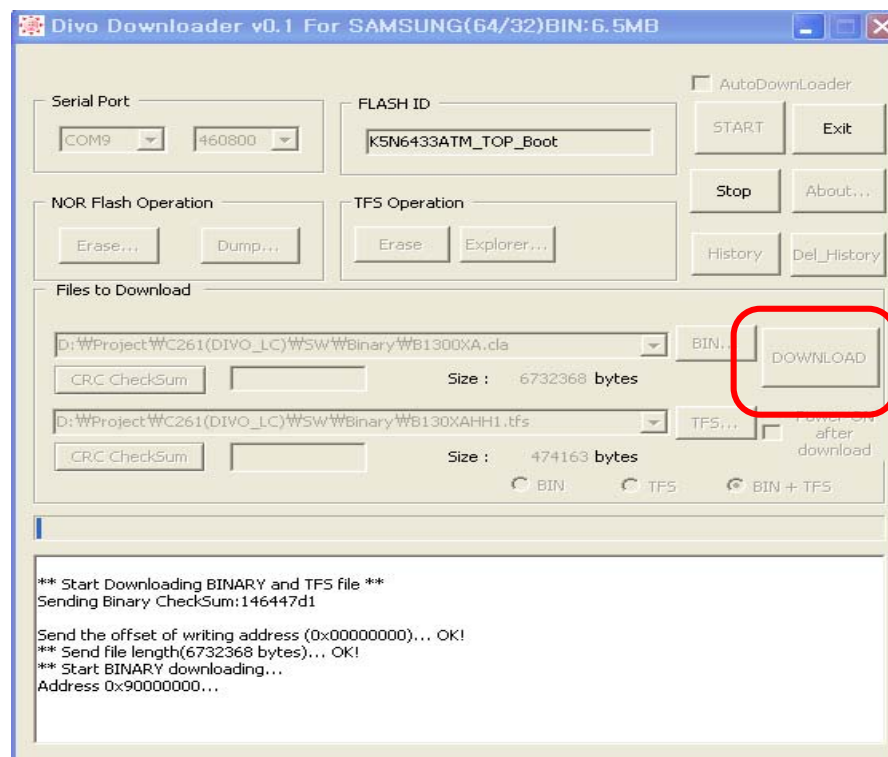 Divo Downloader v0.1 For SAMSUNG(64/32)BIN:6.5MB
AutoDownLoader
Serial Port
COM9
460800
FLASH ID
K5N6433ATM_TOP_Boot
START
Exit
Stop
About...
NOR Flash Operation
Erase...
Dump...
TFS Operation
Erase
Explorer...
History
Del_History
Files to Download
D:₩Project₩C261(DIVO_LC)₩SW₩Binary₩B1300XA.cla
BIN...
DOWNLOAD
CRC CheckSum
Size : 6732368 bytes
D:₩Project₩C261(DIVO_LC)₩SW₩Binary₩B130XAHH1.tfs
TFS...
Power ON
after
download
CRC CheckSum
Size : 474163 bytes
BIN
TFS
BIN + TFS
** Start Downloading BINARY and TFS file **
Sending Binary CheckSum:146447d1
Send the offset of writing address (0x00000000)... OK!
** Send file length(6732368 bytes)... OK!
** Start BINARY downloading...
Address 0x90000000...